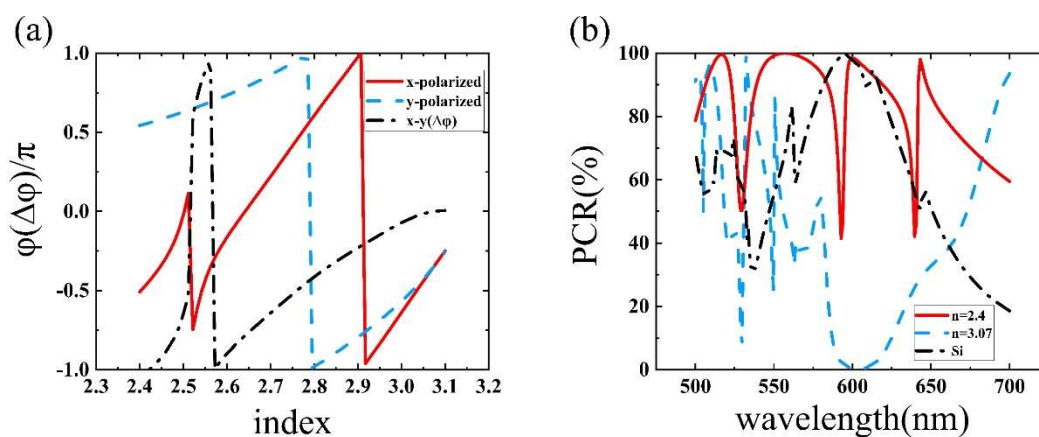 (a)
φ(Δφ)/π
1.0
0.5
0.0
-0.5
-1.0
2.3 2.4 2.5 2.6 2.7 2.8 2.9 3.0 3.1 3.2
index
x-polarized
y-polarized
x-y(Δφ)
(b)
PCR(%)
100
80
60
40
20
0
500 550 600 650 700
wavelength(nm)
n=2.4
n=3.07
Si